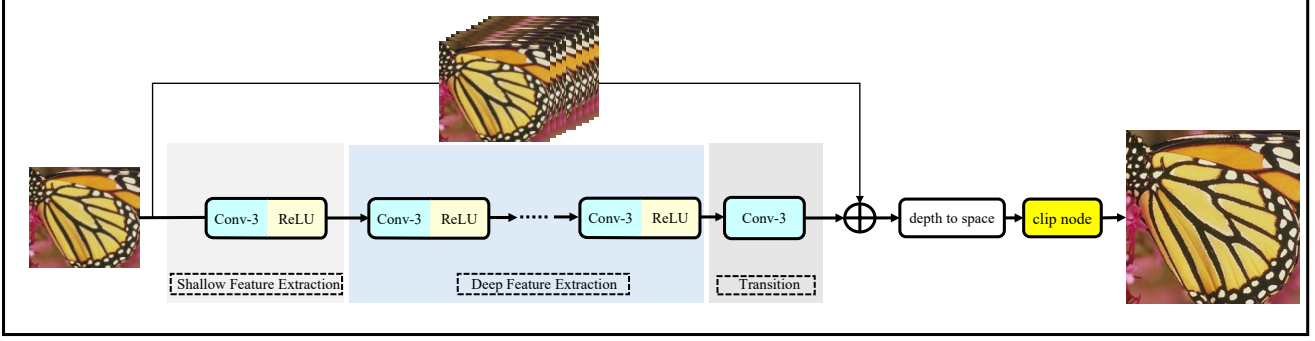 Conv-3 ReLU
Conv-3 ReLU
Conv-3 ReLU
Conv-3
depth to space
clip node
Shallow Feature Extraction
Deep Feature Extraction
Transition